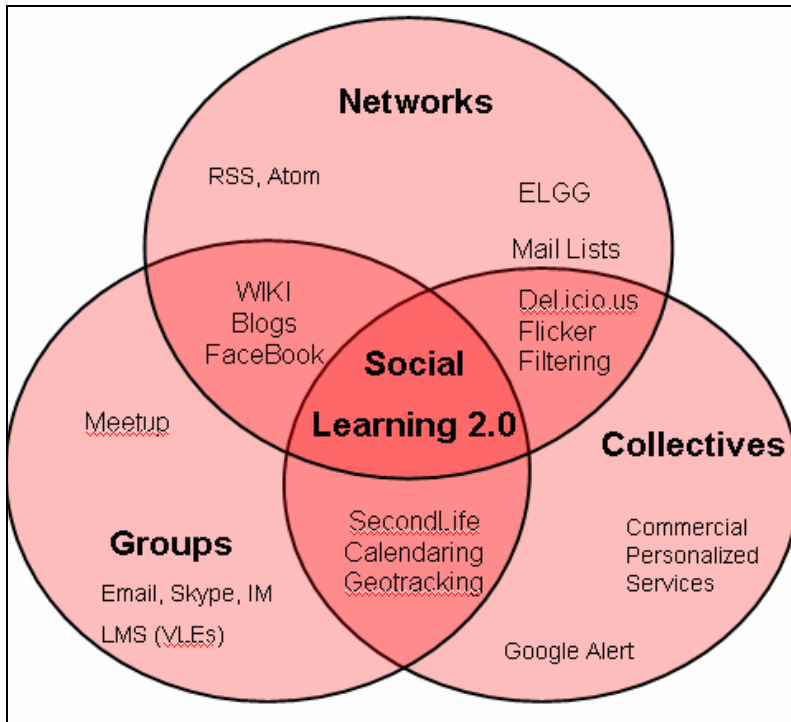 Networks
RSS, Atom
ELGG
Mail Lists
WIKI
Blogs
FaceBook
Del.icio.us
Flicker
Filtering
Social
Learning 2.0
Meetup
Collectives
Groups
SecondLife
Calendaring
Geotracking
Commercial
Personalized
Services
Email, Skype, IM
LMS (VLEs)
Google Alert